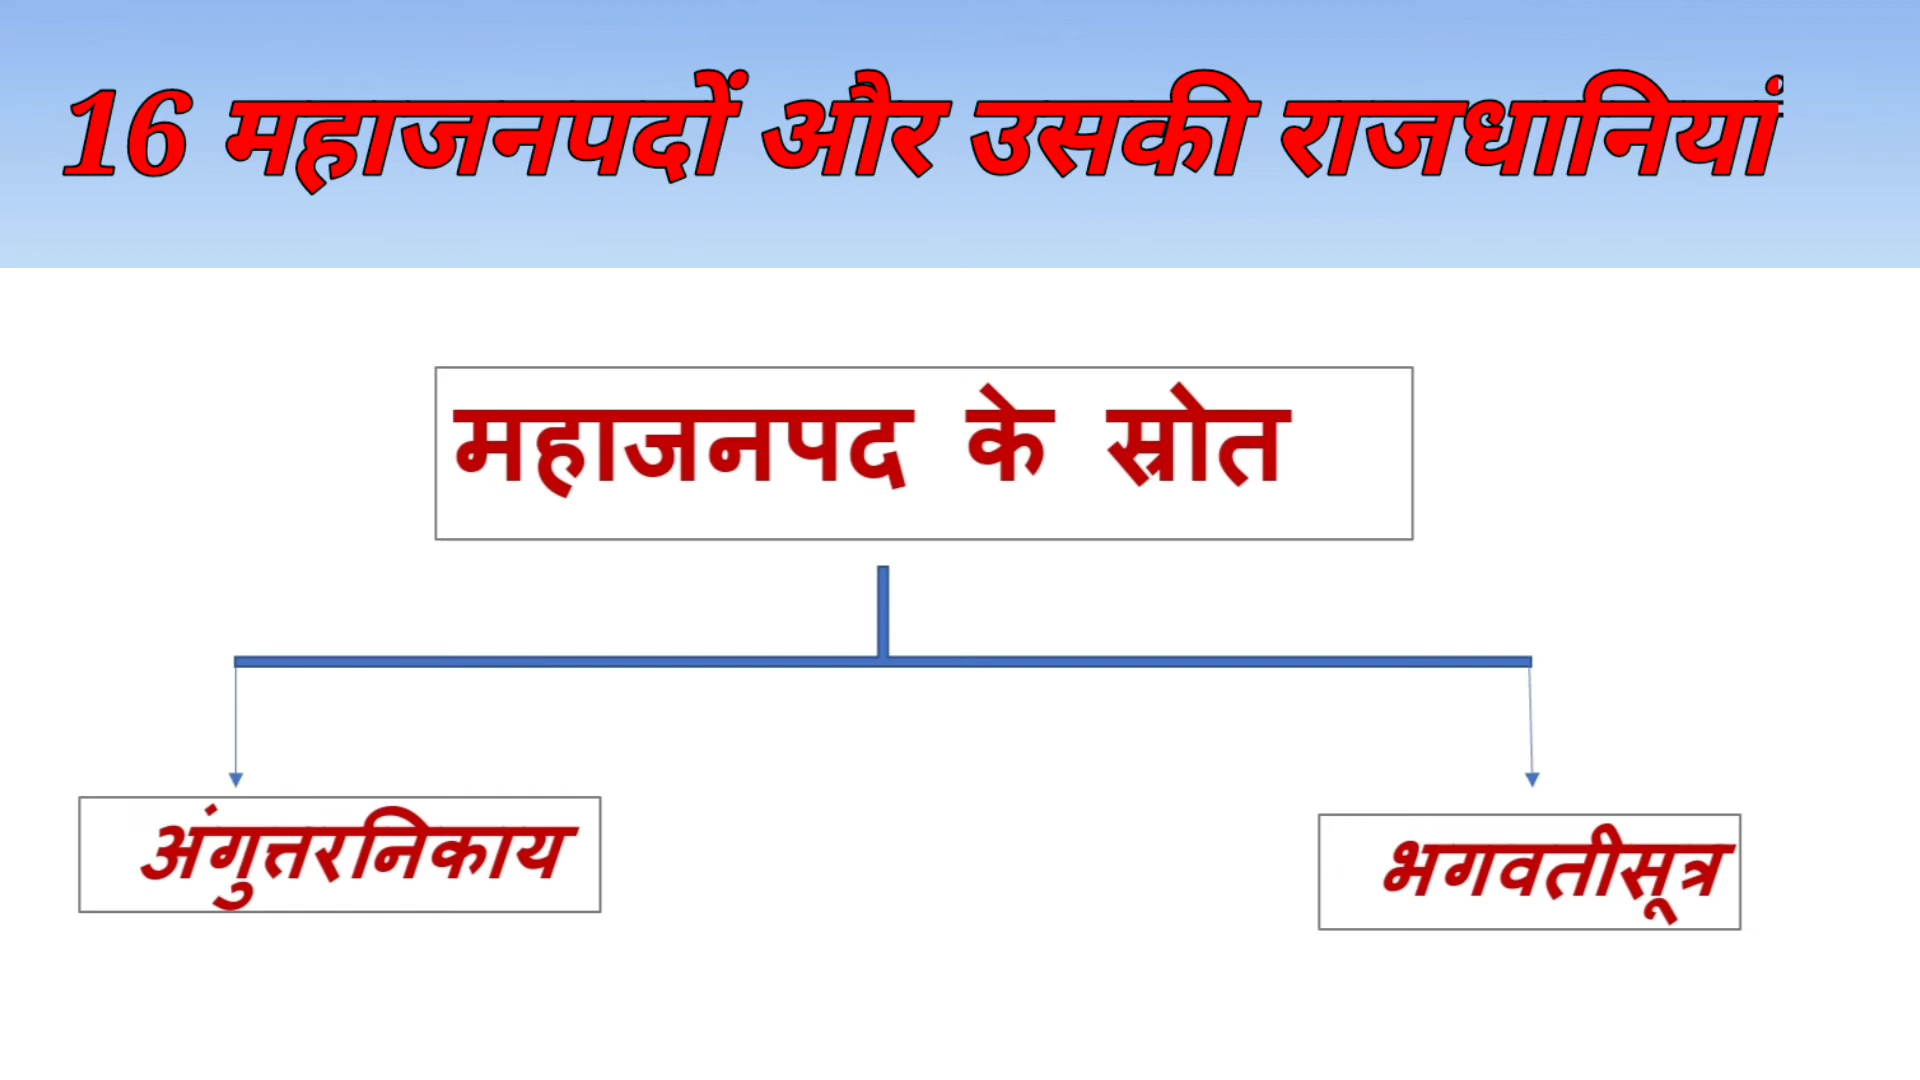 16 महाजनपदों और उसकी राजधानियां
महाजनपद के स्रोत
अंगुत्तरनिकाय
भगवतीसूत्र